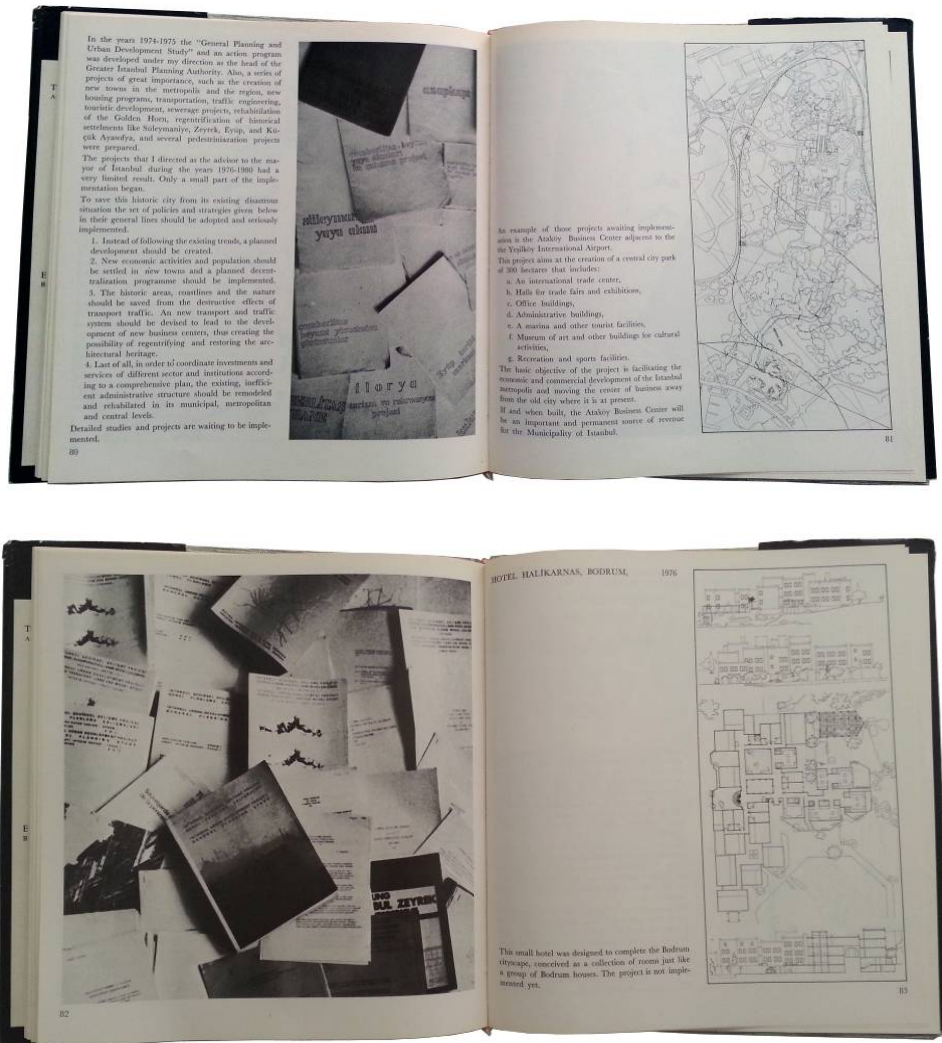 In the years 1974-1975 the "General Planning and
Urban Development Study" and an action program
was developed under my direction as the head of the
Greater İstanbul Planning Authority. Also, a series of
projects of great importance, such as the creation of
new towns in the metropolis and the region, new
housing programs, transportation, traffic engineering,
touristic development, sewerage projects, rehabitilation
of the Golden Horn, regentrification of historical
settelments like Süleymaniye, Zeyrek, Eyüp, and Kü-
çük Ayasofya, and several pedestriniazation projects
were prepared.
The projects that I directed as the advisor to the ma-
yor of İstanbul during the years 1976-1980 had a
very limited result. Only a small part of the imple-
mentation began.
To save this historic city from its existing disastrous
situation the set of policies and strategies given below
in their general lines should be adopted and seriously
implemented.
1. Instead of following the existing trends, a planned
development should be created.
2. New economic activities and population should
be settled in new towns and a planned decent-
tralization programme should be implemented.
3. The historic areas, coastlines and the nature
should be saved from the destructive effects of
transport traffic. An new transport and traffic
system should be devised to lead to the devel-
opment of new business centers, thus creating the
possibility of regentrifying and restoring the arc-
hitectural heritage.
4. Last of all, in order to coordinate investments and
services of different sector and institutions accord-
ing to a comprehensive plan, the existing, ineffici-
ent administrative structure should be remodeled
and rehabilated in its municipal, metropolitan
and central levels.
Detailed studies and projects are waiting to be imple-
mented.
80
yaya aksmı
florya
An example of those projects awaiting implement-
ation is the Ataköy Business Center adjacent to the
the Yeşilköy International Airport.
This project aims at the creation of a central city park
of 300 hectares that includes:
a. An international trade center,
b. Halls for trade fairs and exhibitions,
c. Office buildings,
d. Administrative buildings,
e. A marina and other tourist facilities,
f. Museum of art and other buildings for cultural
activities,
g. Recreation and sports facilities.
The basic objective of the project is facilitating the
economic and commercial development of the İstanbul
metropolis and moving the center of business away
from the old city where it is at present.
If and when built, the Ataköy Business Center will
be an important and permanent source of revenue
for the Municipality of Istanbul.
81
ZEYREK
82
HOTEL HALİKARNAS, BODRUM, 1976
This small hotel was designed to complete the Bodrum
cityscape, conceived as a collection of rooms just like
a group of Bodrum houses. The project is not imple-
mented yet.
83